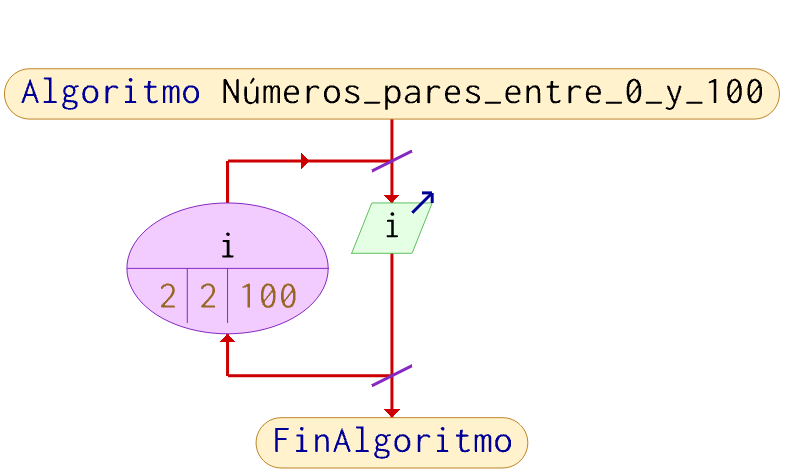 Algoritmo Números_pares_entre_0_y_100
i
i
2 2 100
FinAlgoritmo